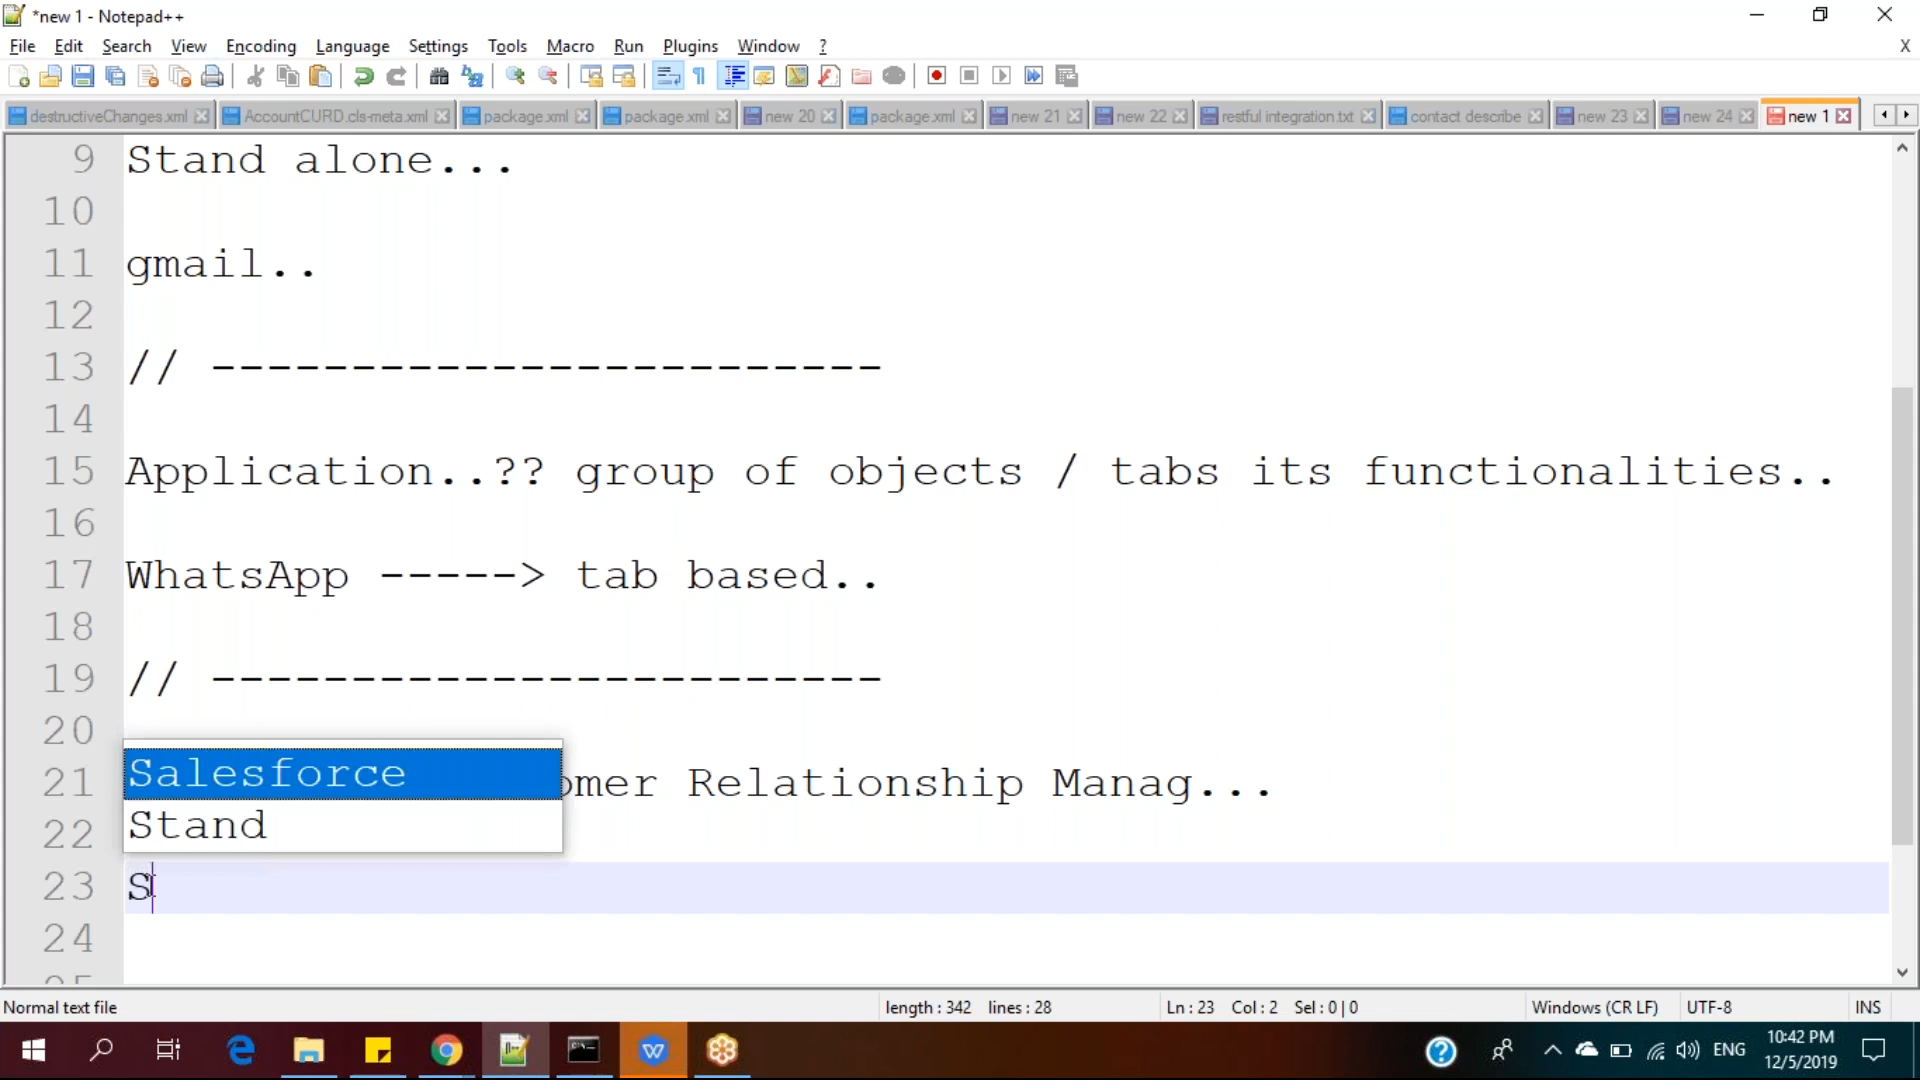 *new 1 - Notepad++
File Edit Search View Encoding Language Settings Tools Macro Run Plugins Window ? X
destructiveChanges.xml AccountCURD.cls-meta.xml package.xml package.xml new 20 package.xml new 21 new 22 restful integration.txt contact describe new 23 new 24 new 1
9 Stand alone...
10
11 gmail..
12
13 // ------------------------
14
15 Application..?? group of objects / tabs its functionalities..
16
17 WhatsApp -----> tab based..
18
19 // ------------------------
20
Salesforce
21 omer Relationship Manag...
Stand
22
23 S
24
Normal text file length : 342 lines : 28 Ln : 23 Col : 2 Sel : 0 | 0 Windows (CR LF) UTF-8 INS
ENG 10:42 PM
12/5/2019